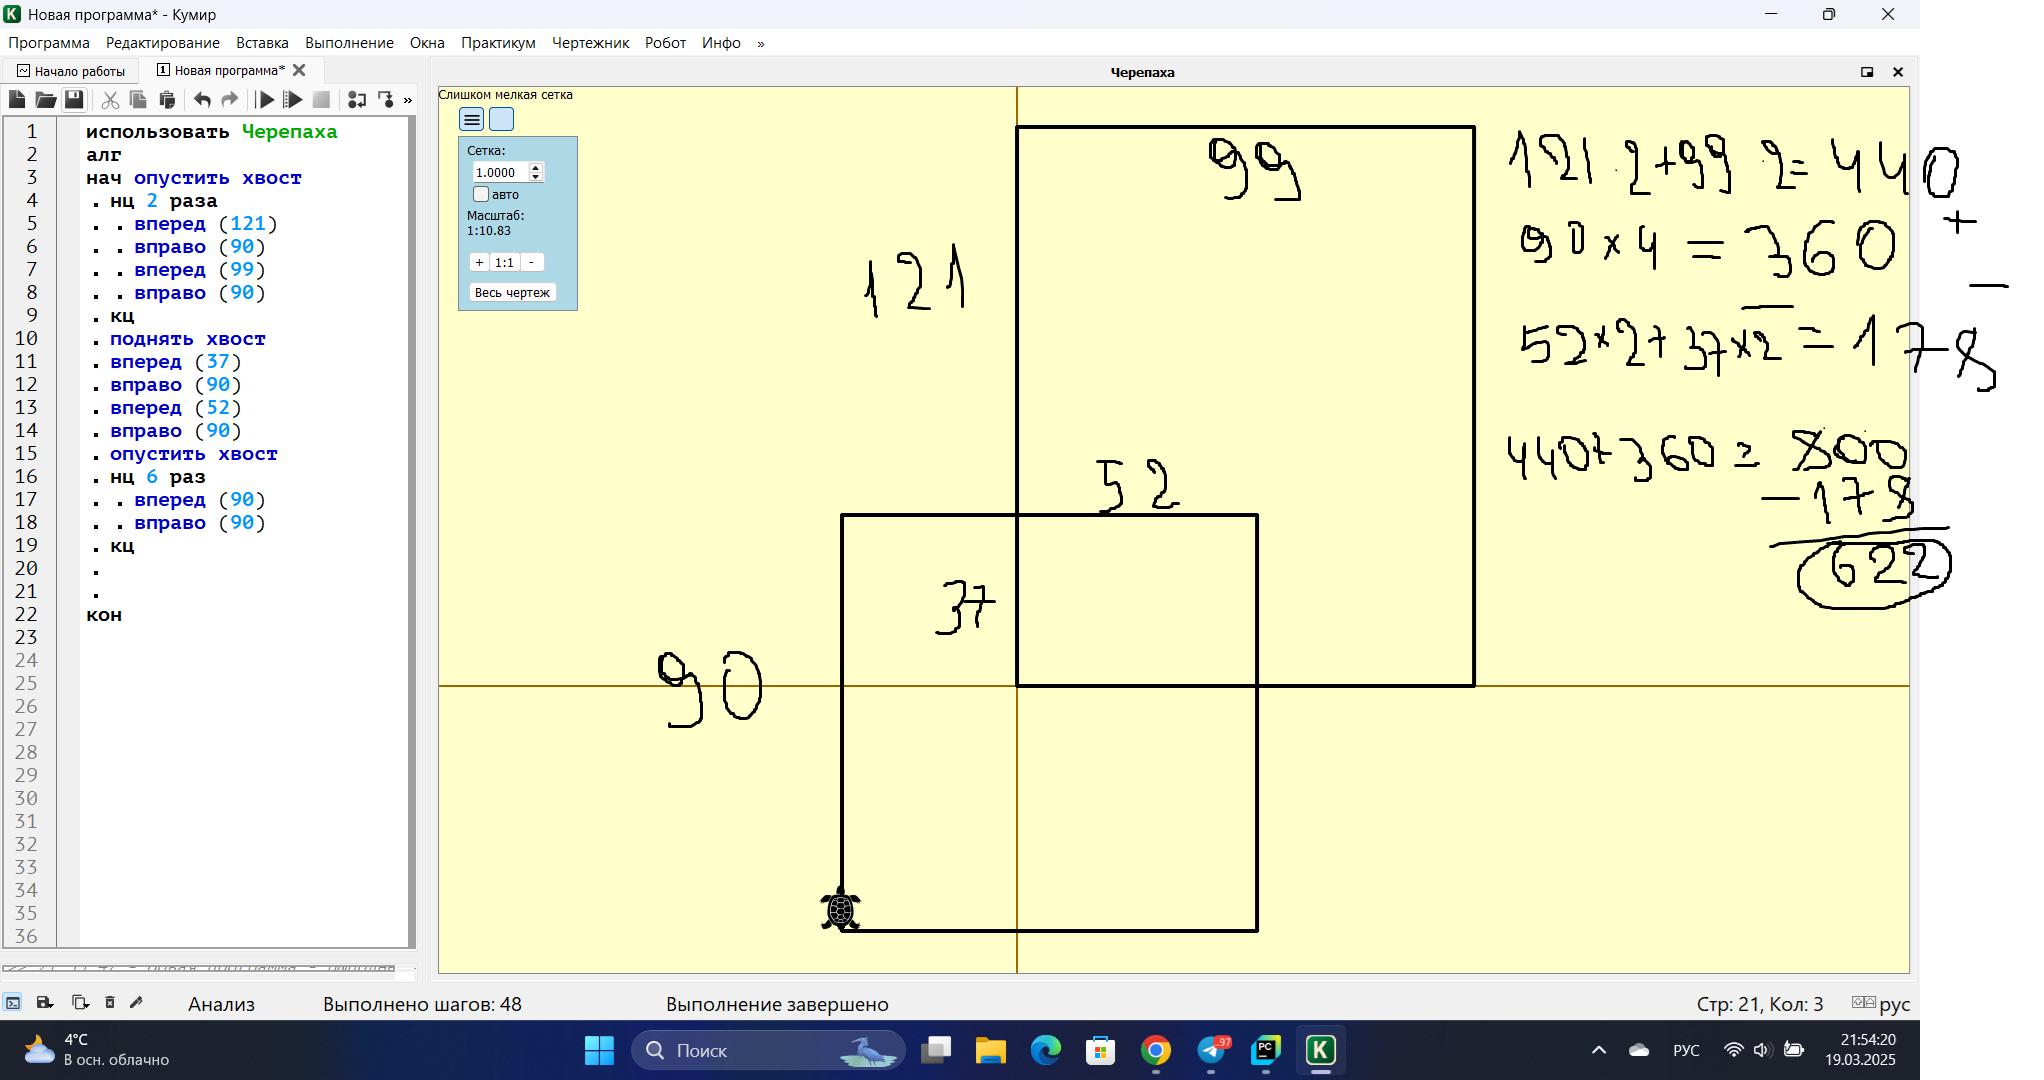 Новая программа* - Кумир
Программа Редактирование Вставка Выполнение Окна Практикум Чертежник Робот Инфо »
Начало работы
Новая программа*
Черепаха
»
1 использовать Черепаха
2 алг
3 нач опустить хвост
4 . нц 2 раза
5 . . вперед (121)
6 . . вправо (90)
7 . . вперед (99)
8 . . вправо (90)
9 . кц
10 . поднять хвост
11 . вперед (37)
12 . вправо (90)
13 . вперед (52)
14 . вправо (90)
15 . опустить хвост
16 . нц 6 раз
17 . . вперед (90)
18 . . вправо (90)
19 . кц
20 .
21 .
22 кон
23
24
25
26
27
28
29
30
31
32
33
34
35
36
Слишком мелкая сетка
Сетка:
1.0000
авто
Масштаб:
1:10.83
+ 1:1 -
Весь чертеж
99
121
52
37
90
121 · 2 + 99 2 = 440
+
90 × 4 = 360
—
52 × 2 + 37 × 2 = 178
440 + 360 = 800
- 178
622
Анализ
Выполнено шагов: 48
Выполнение завершено
Стр: 21, Кол: 3
рус
4°C
В осн. облачно
Поиск
97
PC
K
РУС
21:54:20
19.03.2025